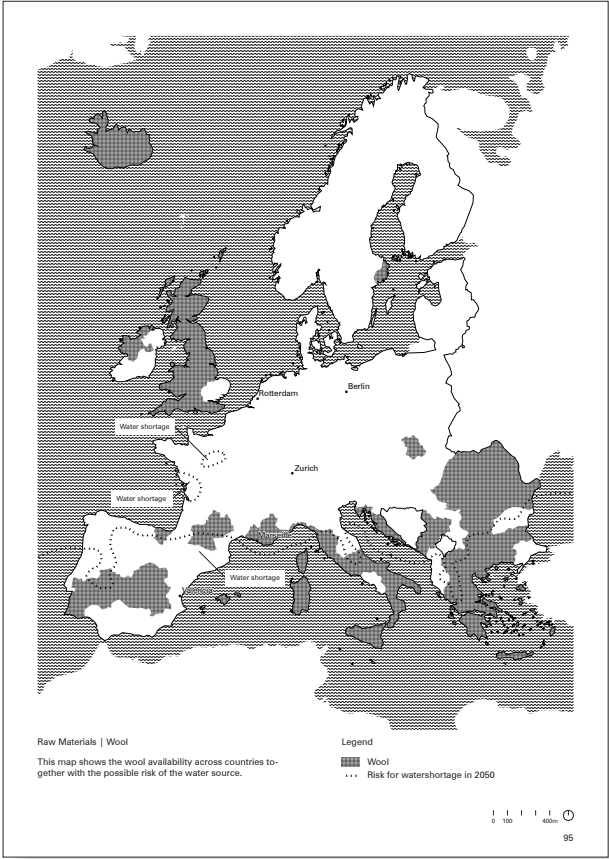 Rotterdam
Berlin
Water shortage
Zurich
Water shortage
Marseille
Water shortage
Raw Materials | Wool
This map shows the wool availability across countries to-
gether with the possible risk of the water source.
Legend
Wool
Risk for watershortage in 2050
0 100 400m
95